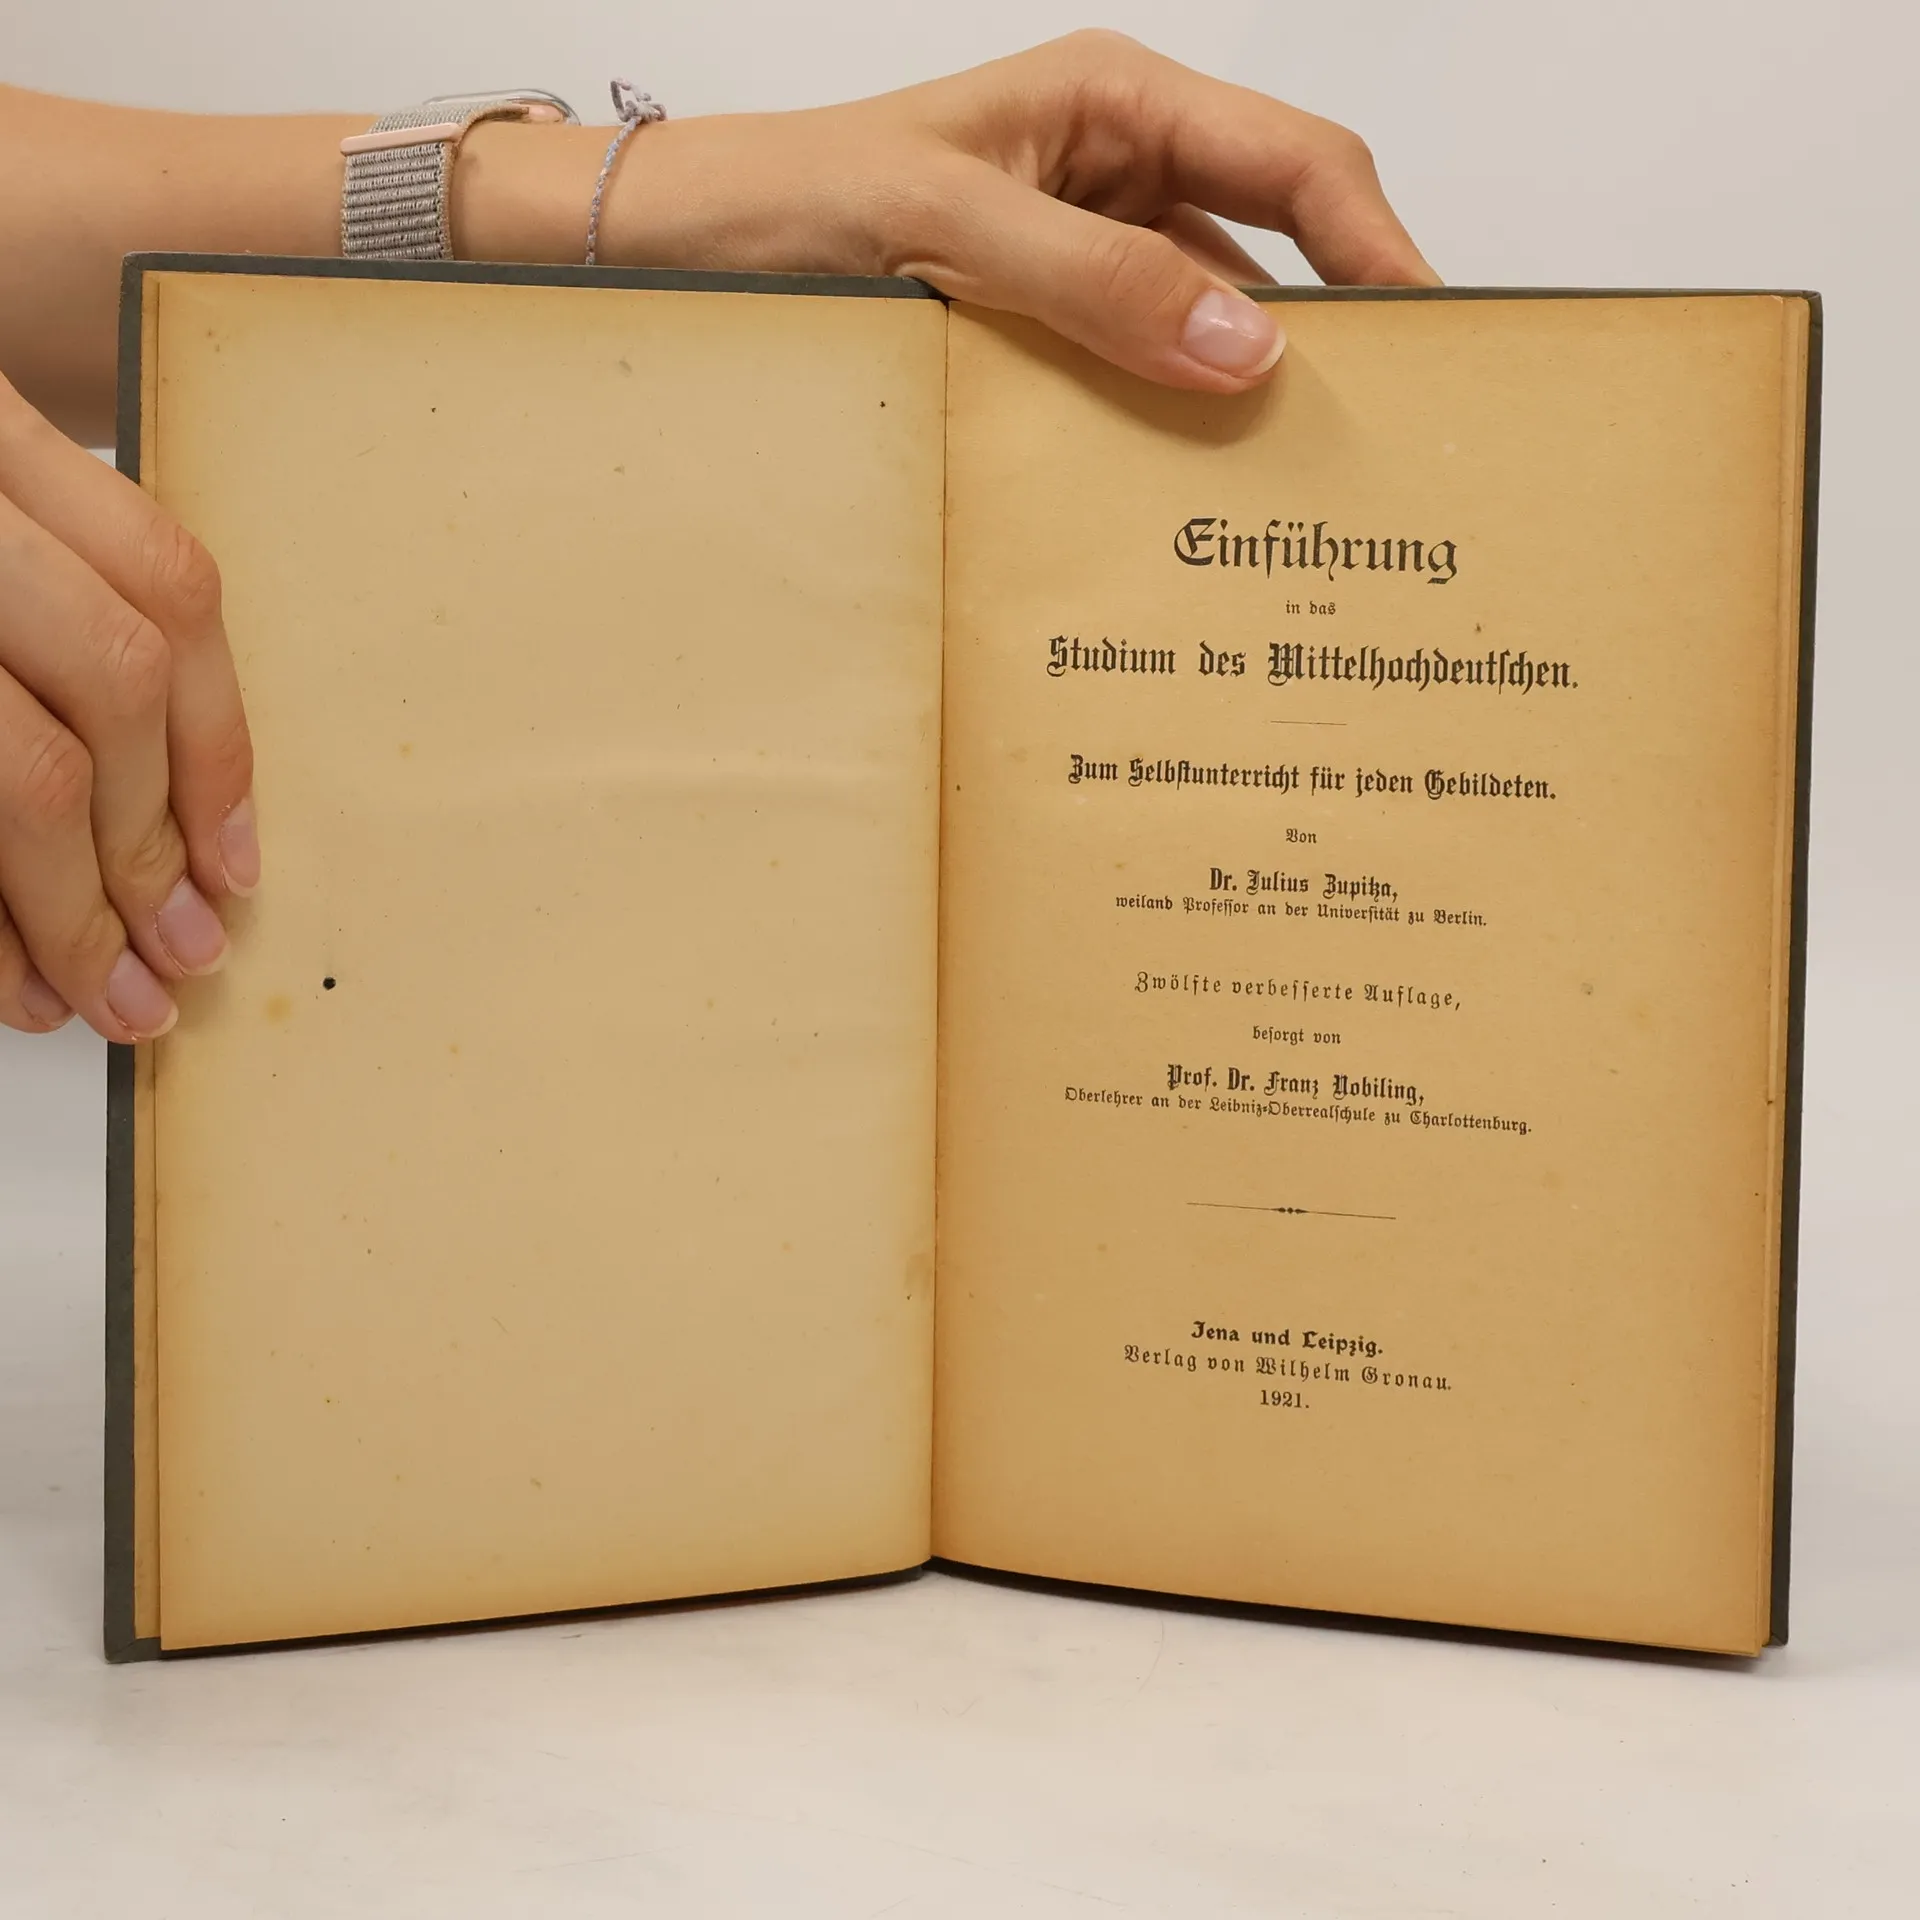 Einführung
in das
Studium des Mittelhochdeutschen.
Zum Selbstunterricht für jeden Gebildeten.
Von
Dr. Julius Zupitza,
weiland Professor an der Universität zu Berlin.
Zwölfte verbesserte Auflage,
besorgt von
Prof. Dr. Franz Nobiling,
Oberlehrer an der Leibniz-Oberrealschule zu Charlottenburg.
Jena und Leipzig.
Verlag von Wilhelm Gronau.
1921.